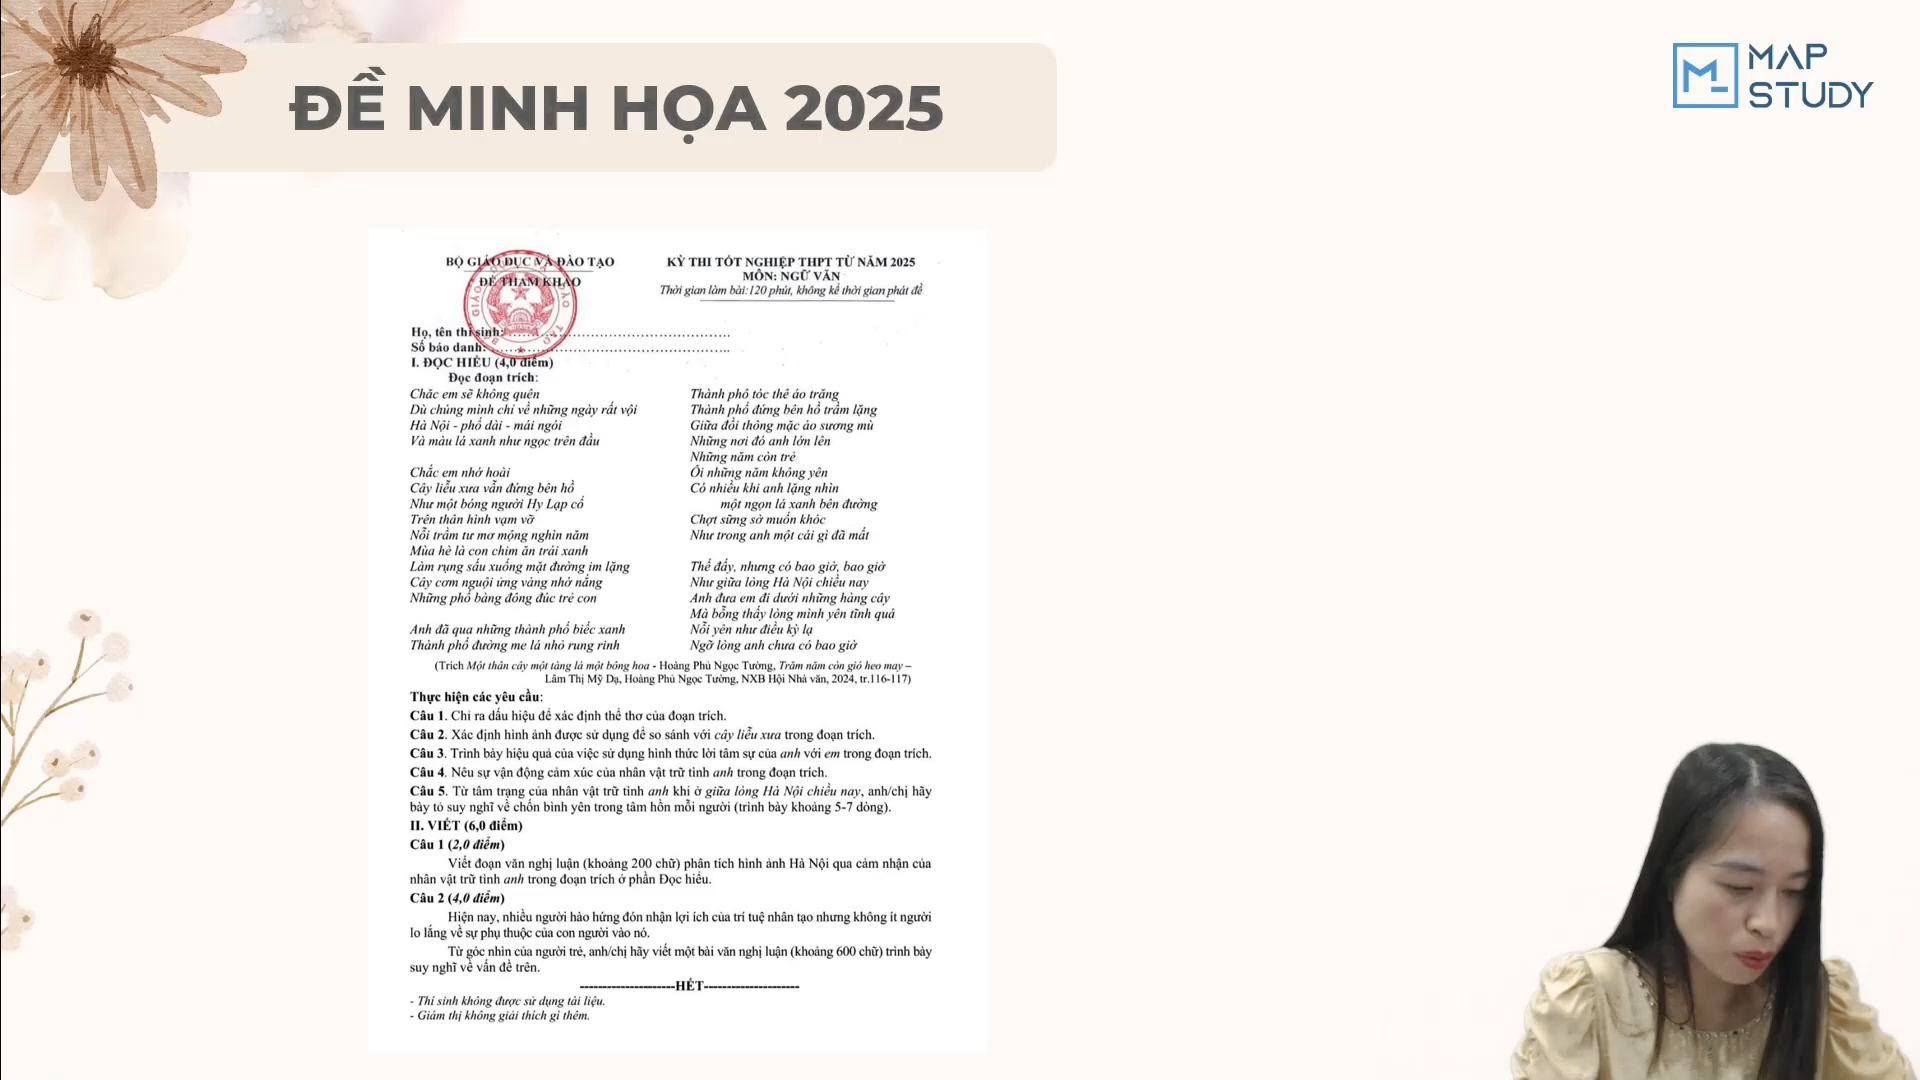 ĐỀ MINH HỌA 2025
MAP
STUDY
BỘ GIÁO DỤC VÀ ĐÀO TẠO
ĐỀ THAM KHẢO
KỲ THI TỐT NGHIỆP THPT TỪ NĂM 2025
MÔN: NGỮ VĂN
Thời gian làm bài:120 phút, không kể thời gian phát đề
Họ, tên thí sinh:
Số báo danh:
I. ĐỌC HIỂU (4,0 điểm)
Đọc đoạn trích:
Chắc em sẽ không quên
Dù chúng mình chỉ về những ngày rất vội
Hà Nội - phố dài - mái ngói
Và màu lá xanh như ngọc trên đầu
Chắc em nhớ hoài
Cây liễu xưa vẫn đứng bên hồ
Như một bóng người Hy Lạp cổ
Trên thân hình vạm vỡ
Nỗi trầm tư mơ mộng nghìn năm
Mùa hè là con chim ăn trái xanh
Làm rụng sấu xuống mặt đường im lặng
Cây cơm nguội ửng vàng nhớ nắng
Những phố bàng đông đúc trẻ con
Anh đã qua những thành phố biếc xanh
Thành phố đường me lá nhỏ rung rinh
Thành phố tóc thề áo trắng
Thành phố đứng bên hồ trầm lặng
Giữa đồi thông mặc áo sương mù
Những nơi đó anh lớn lên
Những năm còn trẻ
Ôi những năm không yên
Có nhiều khi anh lặng nhìn
một ngọn lá xanh bên đường
Chợt sững sờ muốn khóc
Như trong anh một cái gì đã mất
Thế đấy, nhưng có bao giờ, bao giờ
Như giữa lòng Hà Nội chiều nay
Anh đưa em đi dưới những hàng cây
Mà bỗng thấy lòng mình yên tĩnh quá
Nỗi yên như điều kỳ lạ
Ngỡ lòng anh chưa có bao giờ
(Trích Một thân cây một tàng lá một bông hoa - Hoàng Phủ Ngọc Tường, Trăm năm còn gió heo may –
Lâm Thị Mỹ Dạ, Hoàng Phủ Ngọc Tường, NXB Hội Nhà văn, 2024, tr.116-117)
Thực hiện các yêu cầu:
Câu 1. Chỉ ra dấu hiệu để xác định thể thơ của đoạn trích.
Câu 2. Xác định hình ảnh được sử dụng để so sánh với cây liễu xưa trong đoạn trích.
Câu 3. Trình bày hiệu quả của việc sử dụng hình thức lời tâm sự của anh với em trong đoạn trích.
Câu 4. Nêu sự vận động cảm xúc của nhân vật trữ tình anh trong đoạn trích.
Câu 5. Từ tâm trạng của nhân vật trữ tình anh khi ở giữa lòng Hà Nội chiều nay, anh/chị hãy
bày tỏ suy nghĩ về chốn bình yên trong tâm hồn mỗi người (trình bày khoảng 5-7 dòng).
II. VIẾT (6,0 điểm)
Câu 1 (2,0 điểm)
Viết đoạn văn nghị luận (khoảng 200 chữ) phân tích hình ảnh Hà Nội qua cảm nhận của
nhân vật trữ tình anh trong đoạn trích ở phần Đọc hiểu.
Câu 2 (4,0 điểm)
Hiện nay, nhiều người hào hứng đón nhận lợi ích của trí tuệ nhân tạo nhưng không ít người
lo lắng về sự phụ thuộc của con người vào nó.
Từ góc nhìn của người trẻ, anh/chị hãy viết một bài văn nghị luận (khoảng 600 chữ) trình bày
suy nghĩ về vấn đề trên.
---------------------HẾT---------------------
- Thí sinh không được sử dụng tài liệu.
- Giám thị không giải thích gì thêm.